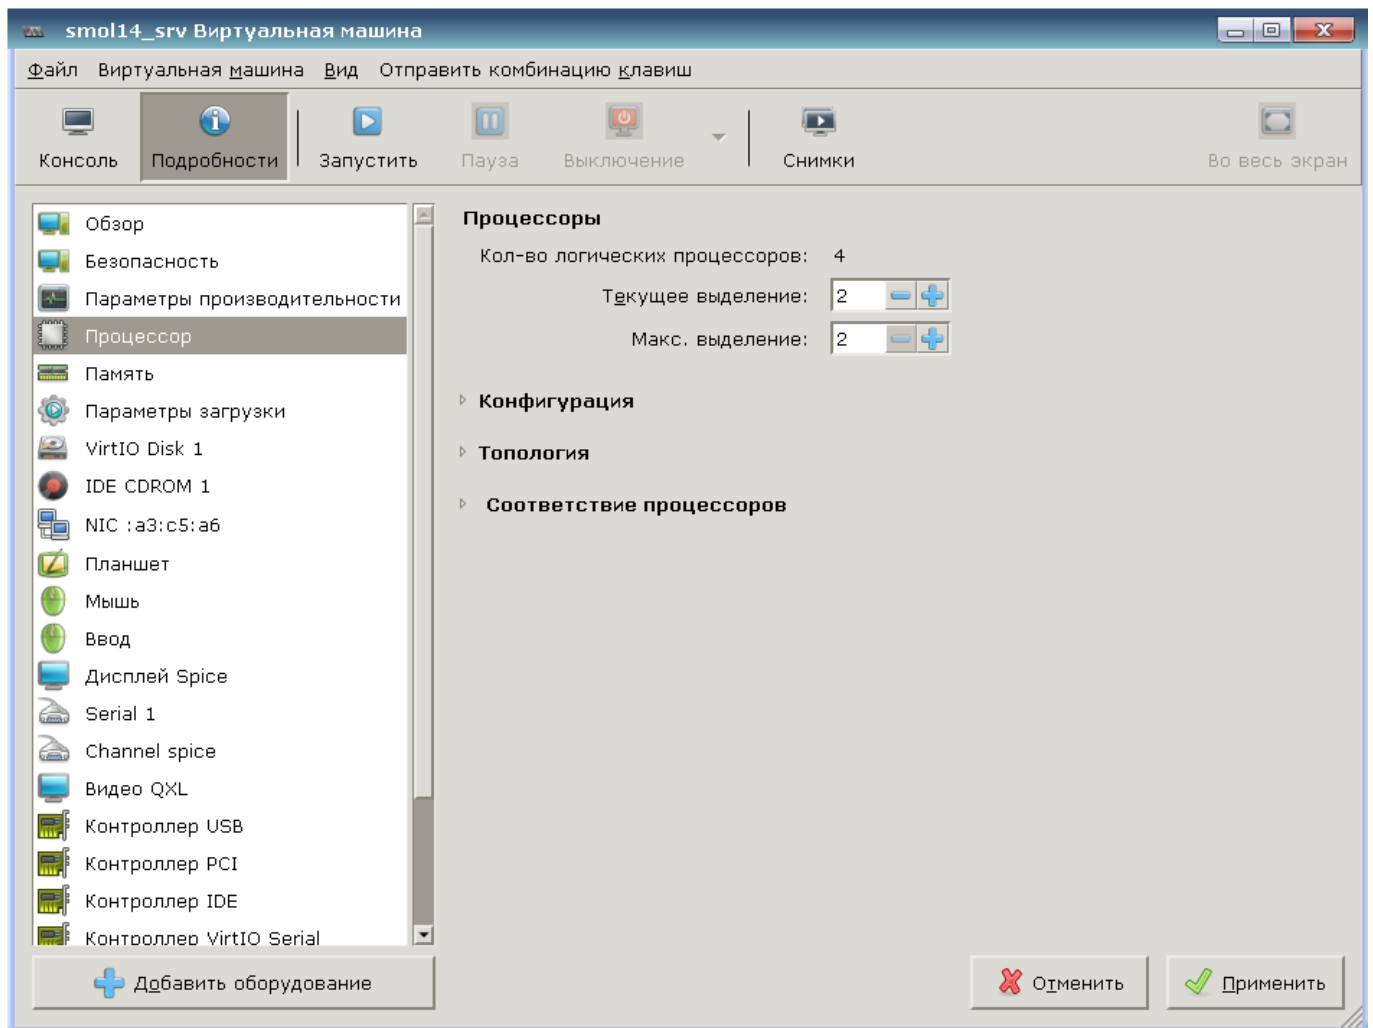 smol14_srv Виртуальная машина
Файл Виртуальная машина Вид Отправить комбинацию клавиш
Консоль Подробности Запустить Пауза Выключение Снимки Во весь экран
Обзор
Безопасность
Параметры производительности
Процессор
Память
Параметры загрузки
VirtIO Disk 1
IDE CDROM 1
NIC :a3:c5:a6
Планшет
Мышь
Ввод
Дисплей Spice
Serial 1
Channel spice
Видео QXL
Контроллер USB
Контроллер PCI
Контроллер IDE
Контроллер VirtIO Serial
Добавить оборудование
Процессоры
Кол-во логических процессоров: 4
Текущее выделение: 2
Макс. выделение: 2
Конфигурация
Топология
Соответствие процессоров
Отменить Применить